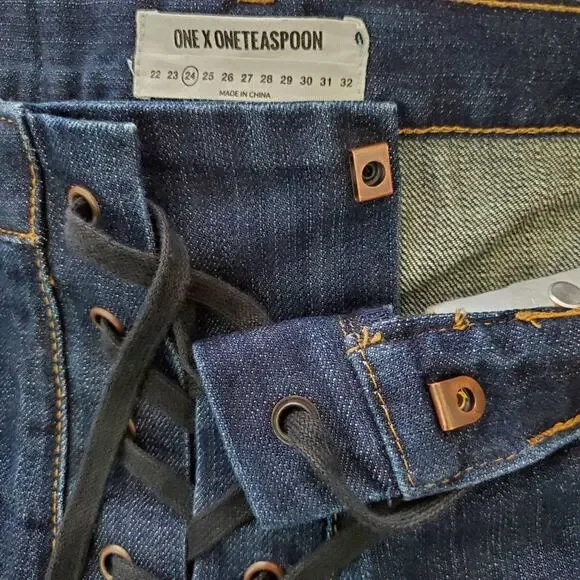 ONE X ONETEASPOON
22 23 24 25 26 27 28 29 30 31 32
MADE IN CHINA